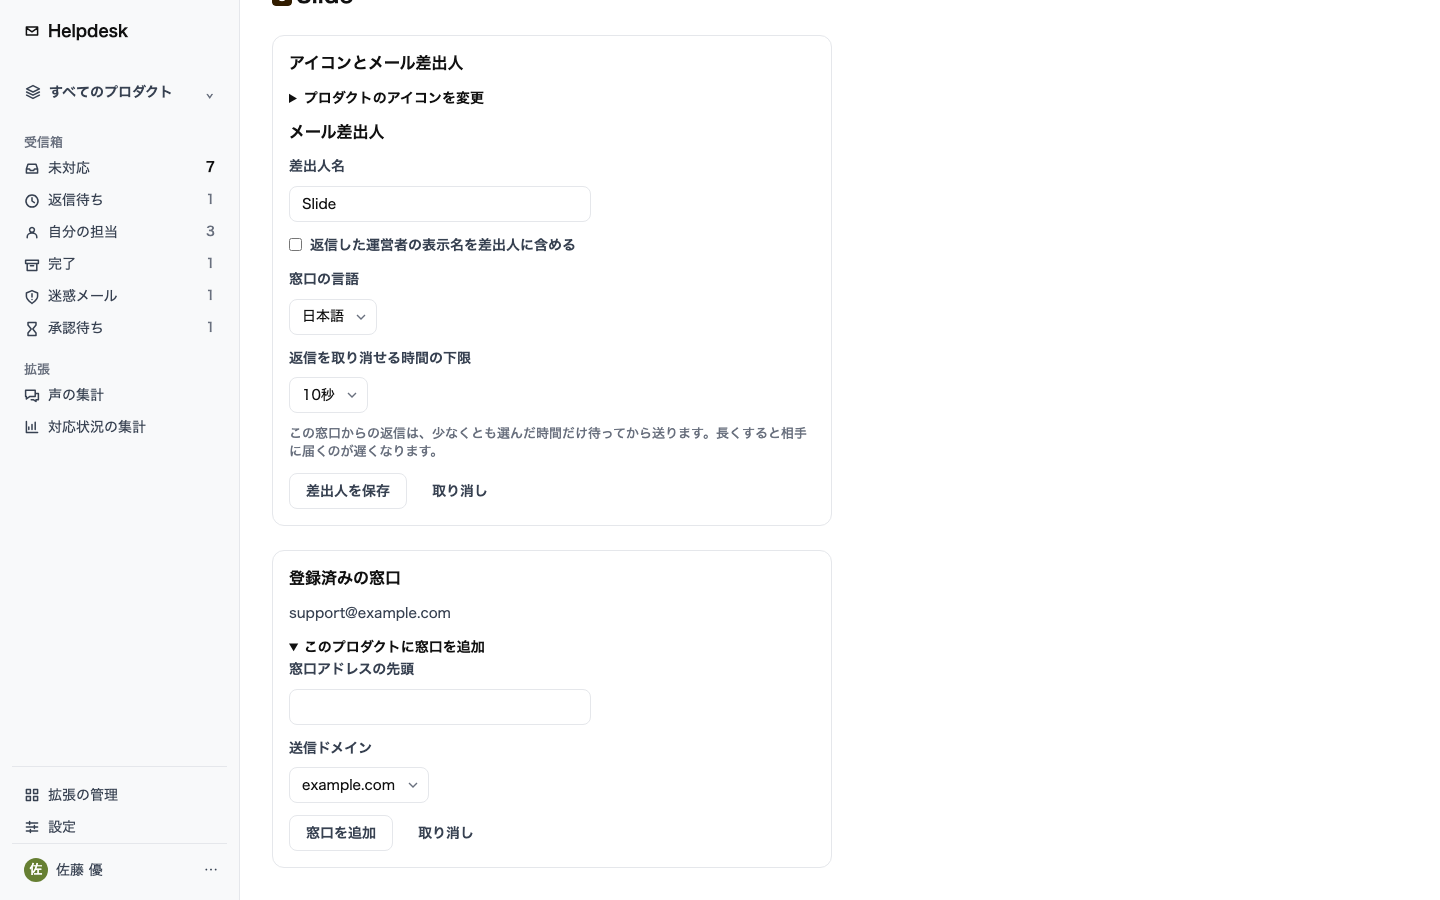 Helpdesk
すべてのプロダクト
受信箱
未対応 7
返信待ち 1
自分の担当 3
完了 1
迷惑メール 1
承認待ち 1
拡張
声の集計
対応状況の集計
拡張の管理
設定
佐 佐藤 優 ...
Slide
アイコンとメール差出人
プロダクトのアイコンを変更
メール差出人
差出人名
Slide
返信した運営者の表示名を差出人に含める
窓口の言語
日本語
返信を取り消せる時間の下限
10秒
この窓口からの返信は、少なくとも選んだ時間だけ待ってから送ります。長くすると相手
に届くのが遅くなります。
差出人を保存 取り消し
登録済みの窓口
support@example.com
このプロダクトに窓口を追加
窓口アドレスの先頭
送信ドメイン
example.com
窓口を追加 取り消し